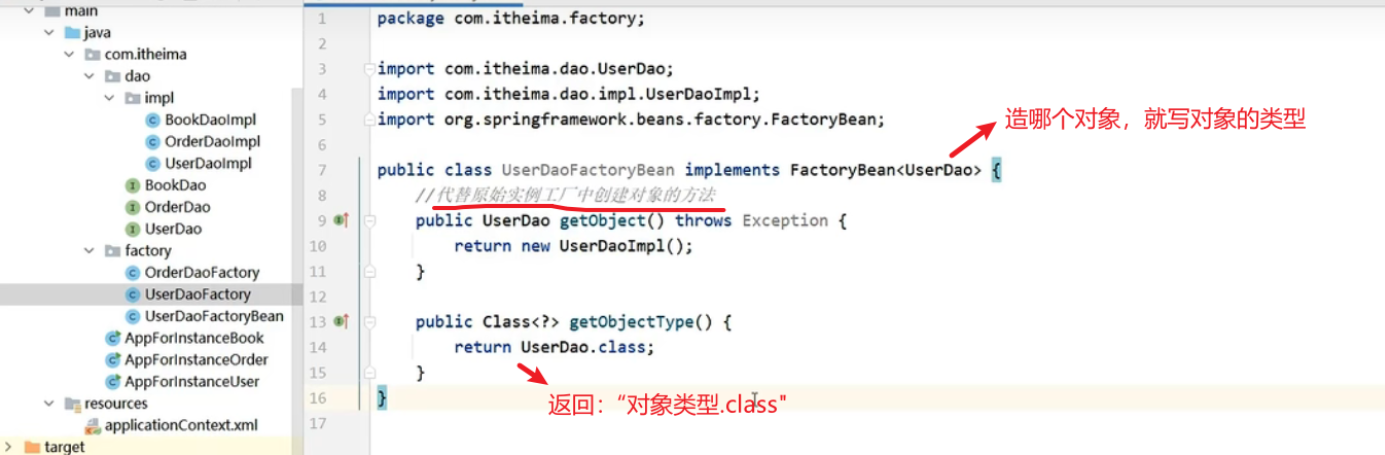 main
java
com.itheima
dao
impl
BookDaoImpl
OrderDaoImpl
UserDaoImpl
BookDao
OrderDao
UserDao
factory
OrderDaoFactory
UserDaoFactory
UserDaoFactoryBean
AppForInstanceBook
AppForInstanceOrder
AppForInstanceUser
resources
applicationContext.xml
target
1 package com.itheima.factory;
2
3 import com.itheima.dao.UserDao;
4 import com.itheima.dao.impl.UserDaoImpl;
5 import org.springframework.beans.factory.FactoryBean;
造哪个对象，就写对象的类型
6
7 public class UserDaoFactoryBean implements FactoryBean<UserDao> {
8 //代替原始实例工厂中创建对象的方法
9 public UserDao getObject() throws Exception {
10 return new UserDaoImpl();
11 }
12
13 public Class<?> getObjectType() {
14 return UserDao.class;
15 }
16 }
返回：“对象类型.class"
17